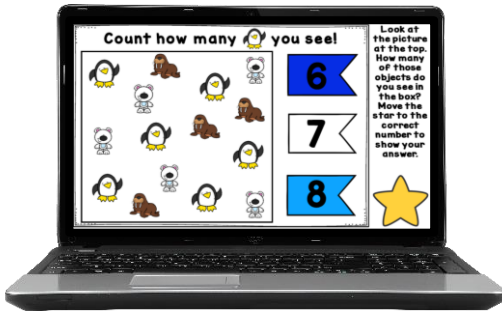 Count how many you see!
6
7
8
Look at
the picture
at the top.
How many
of those
objects do
you see in
the box?
Move the
star to the
correct
number to
show your
answer.